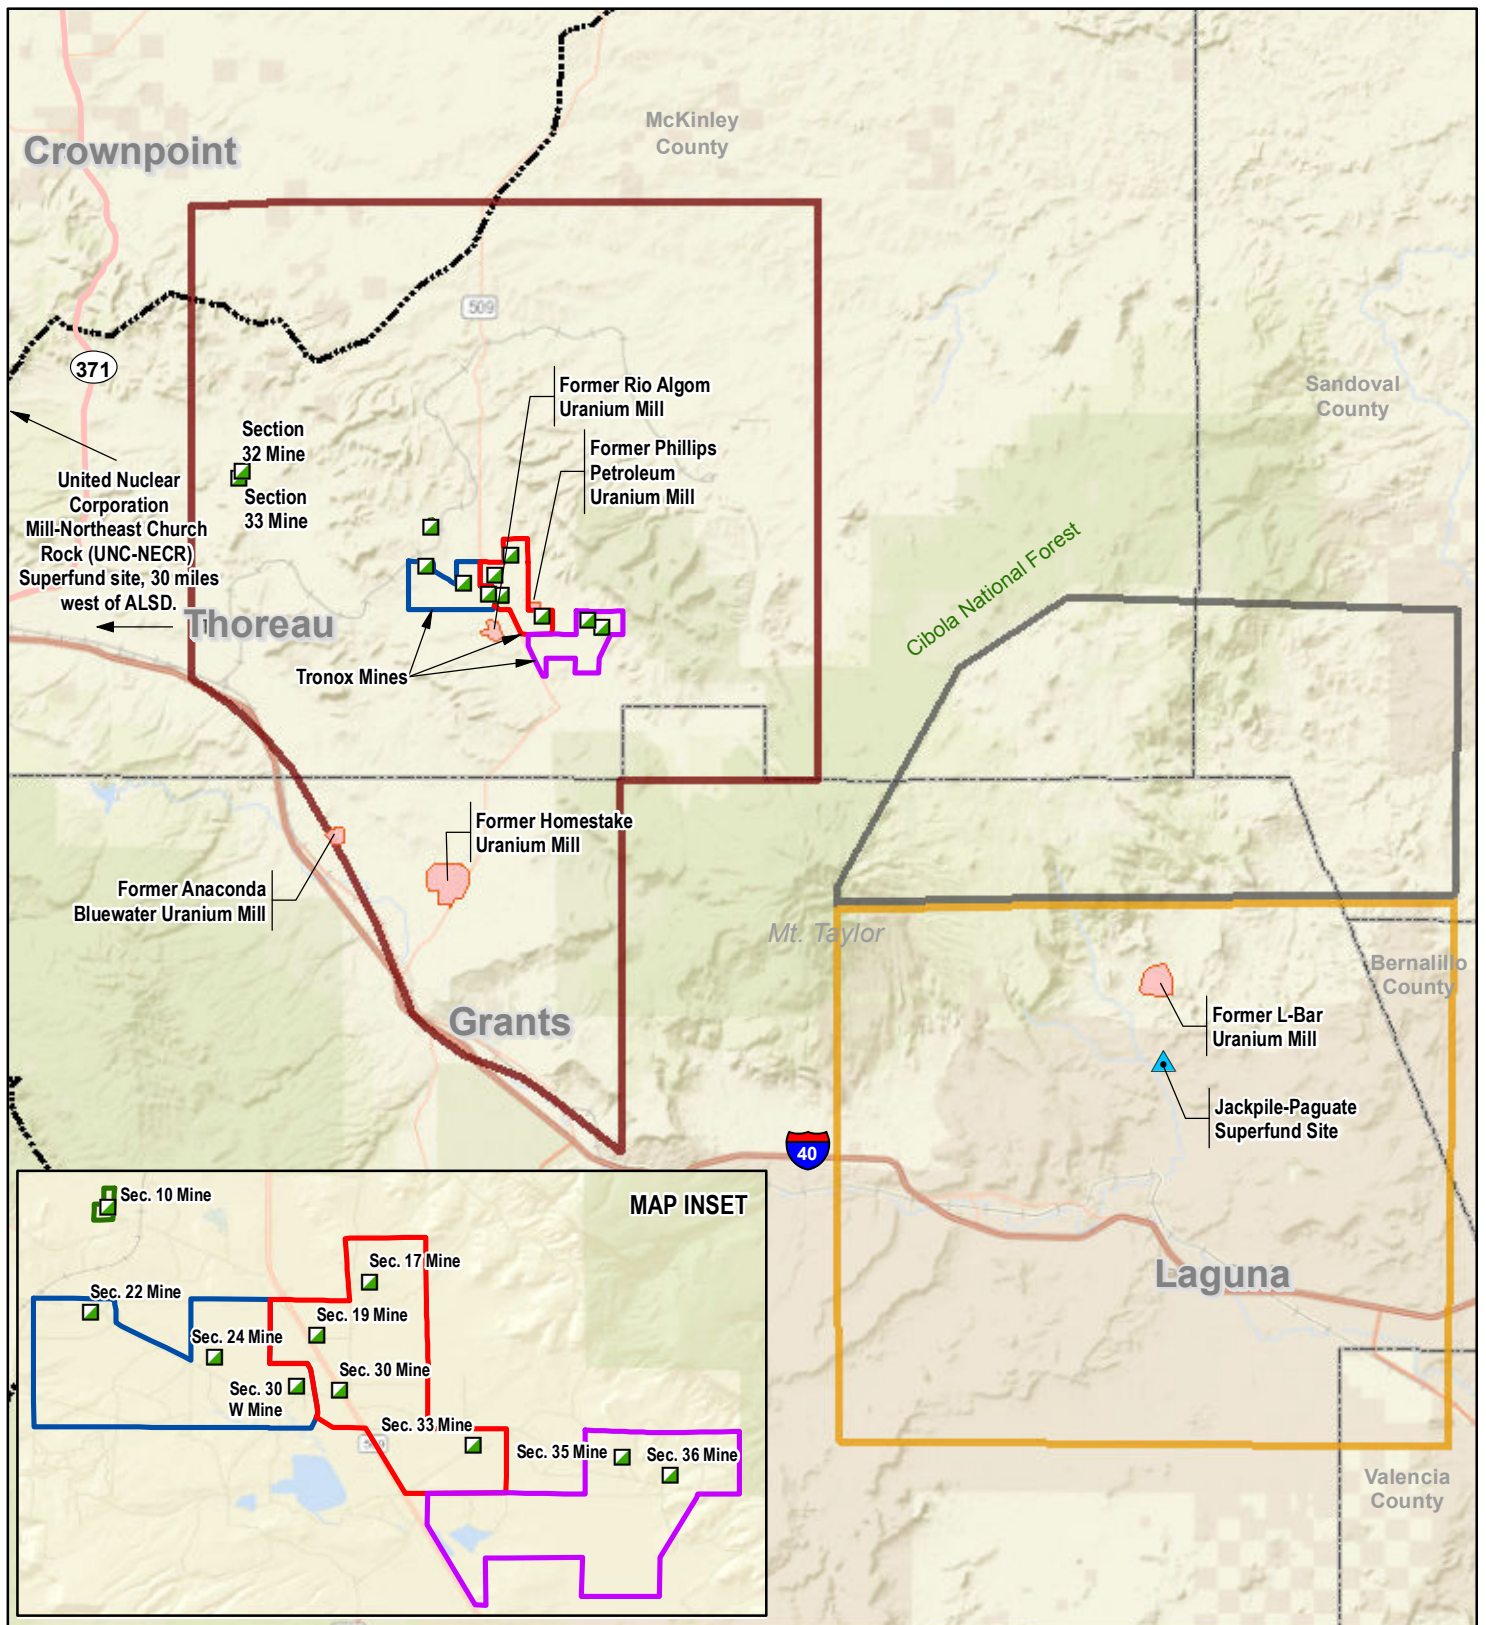 McKinley
County
Crownpoint
509
371
Sandoval
County
Former Rio Algom
Uranium Mill
Section
32 Mine
Former Phillips
Petroleum
Uranium Mill
Section
33 Mine
United Nuclear
Corporation
Mill-Northeast Church
Rock (UNC-NECR)
Superfund site, 30 miles
west of ALSD.
Cibola National Forest
Thoreau
Tronox Mines
Former Homestake
Uranium Mill
Former Anaconda
Bluewater Uranium Mill
Mt. Taylor
Bernalillo
County
Grants
Former L-Bar
Uranium Mill
Jackpile-Paguate
Superfund Site
40
Laguna
Valencia
County
MAP INSET
Sec. 10 Mine
Sec. 17 Mine
Sec. 22 Mine
Sec. 19 Mine
Sec. 24 Mine
Sec. 30 Mine
Sec. 30
W Mine
Sec. 33 Mine
Sec. 35 Mine
Sec. 36 Mine